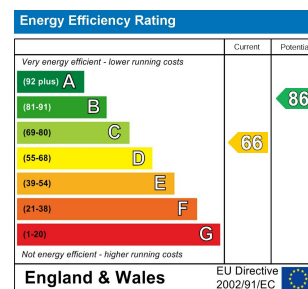 Energy Efficiency Rating
Current Potentia
Very energy efficient - lower running costs
(92 plus) A
(81-91) B
86
(69-80) C
66
(55-68) D
(39-54) E
(21-38) F
(1-20) G
Not energy efficient - higher running costs
England & Wales
EU Directive
2002/91/EC